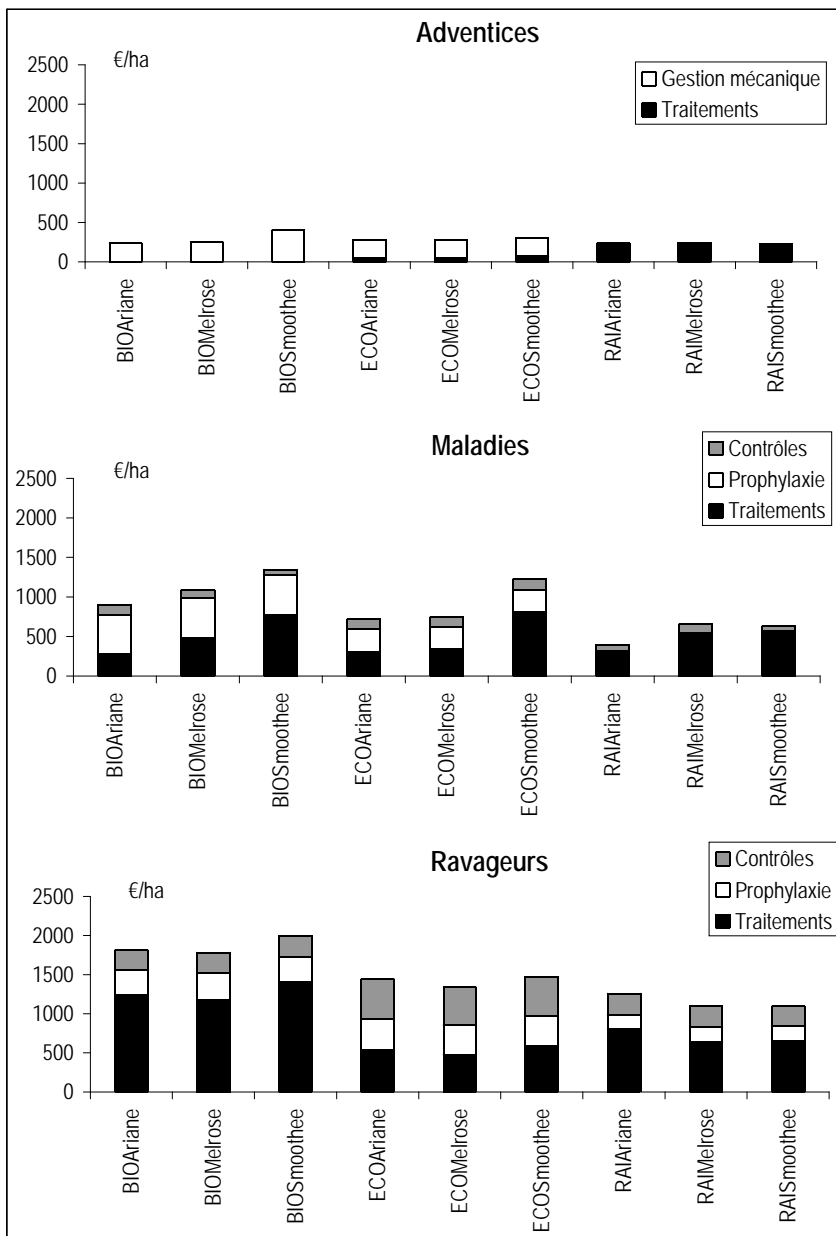 Adventices
€/ha
2500
2000
1500
1000
500
0
Gestion mécanique
Traitements
BIOAriane
BIOMelrose
BIOSmoothee
ECOAriane
ECOMelrose
ECOSmoothee
RAIAriane
RAIMelrose
RAISmoothee
Maladies
€/ha
2500
2000
1500
1000
500
0
Contrôles
Prophylaxie
Traitements
BIOAriane
BIOMelrose
BIOSmoothee
ECOAriane
ECOMelrose
ECOSmoothee
RAIAriane
RAIMelrose
RAISmoothee
Ravageurs
€/ha
2500
2000
1500
1000
500
0
Contrôles
Prophylaxie
Traitements
BIOAriane
BIOMelrose
BIOSmoothee
ECOAriane
ECOMelrose
ECOSmoothee
RAIAriane
RAIMelrose
RAISmoothee